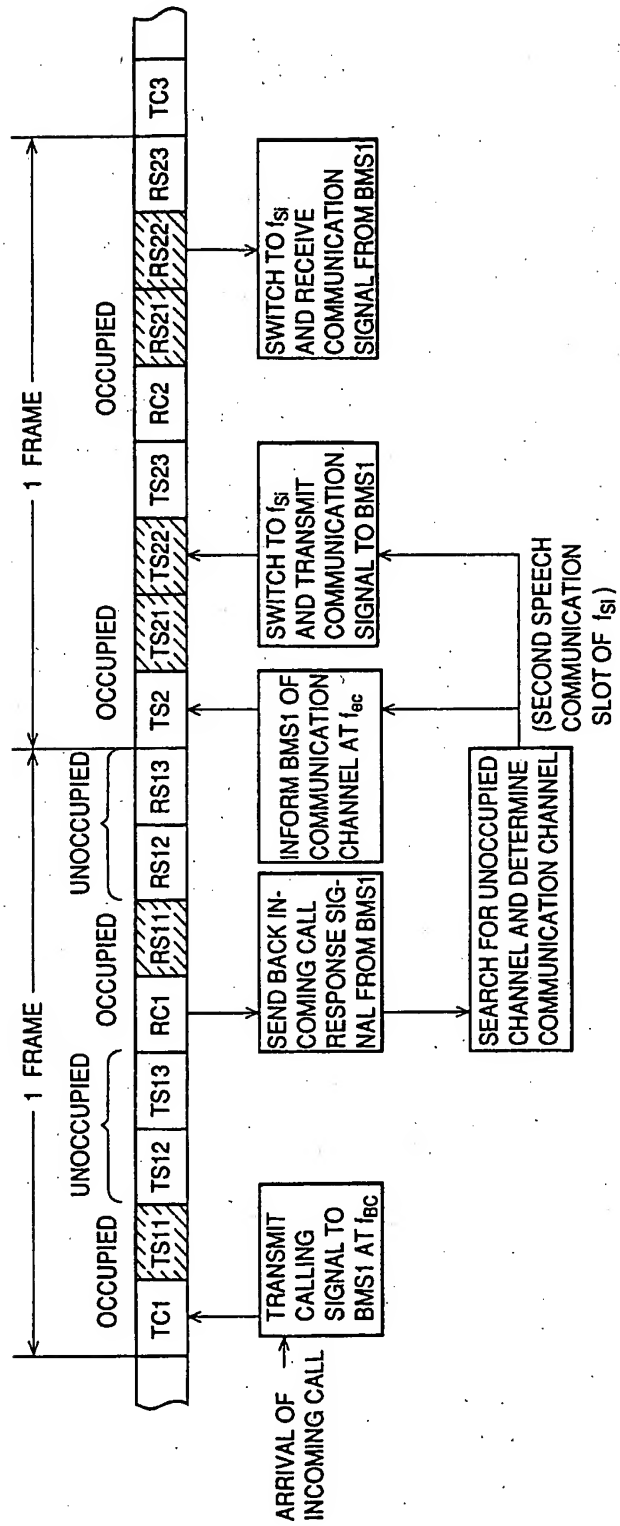 1 FRAME
1 FRAME
OCCUPIED
UNOCCUPIED
OCCUPIED
UNOCCUPIED
OCCUPIED
OCCUPIED
TC1
TS11
TS12
TS13
RC1
RS11
RS12
RS13
TS2
TS21
TS22
TS23
RC2
RS21
RS22
RS23
TC3
ARRIVAL OF
INCOMING CALL
TRANSMIT
CALLING
SIGNAL TO
BMS1 AT fBC
SEND BACK IN-
COMING CALL
RESPONSE SIG-
NAL FROM BMS1
INFORM BMS1 OF
COMMUNICATION
CHANNEL AT fec
SWITCH TO fSi
AND TRANSMIT
COMMUNICATION
SIGNAL TO BMS1
SWITCH TO fSi
AND RECEIVE
COMMUNICATION
SIGNAL FROM BMS1
SEARCH FOR UNOCCUPIED
CHANNEL AND DETERMINE
COMMUNICATION CHANNEL
(SECOND SPEECH
COMMUNICATION
SLOT OF fSi)